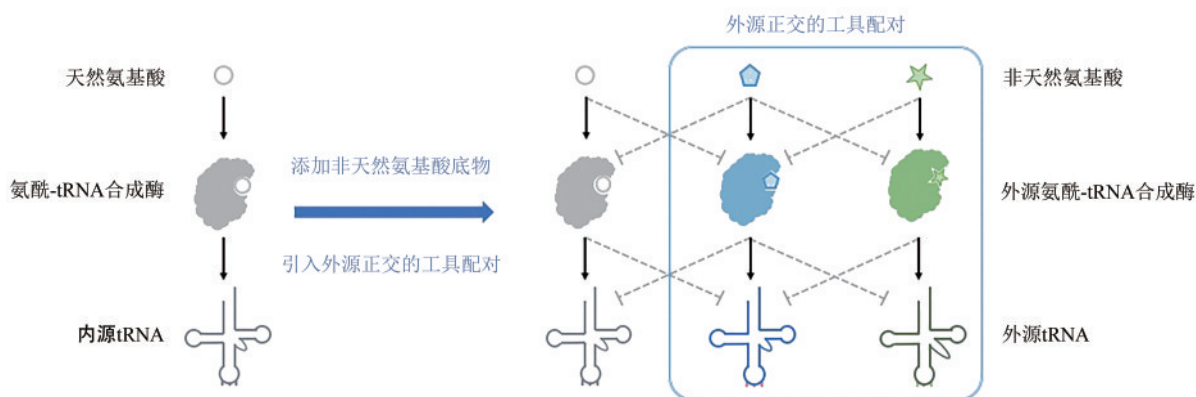 外源正交的工具配对
天然氨基酸
非天然氨基酸
添加非天然氨基酸底物
氨酰-tRNA合成酶
外源氨酰-tRNA合成酶
引入外源正交的工具配对
内源tRNA
外源tRNA